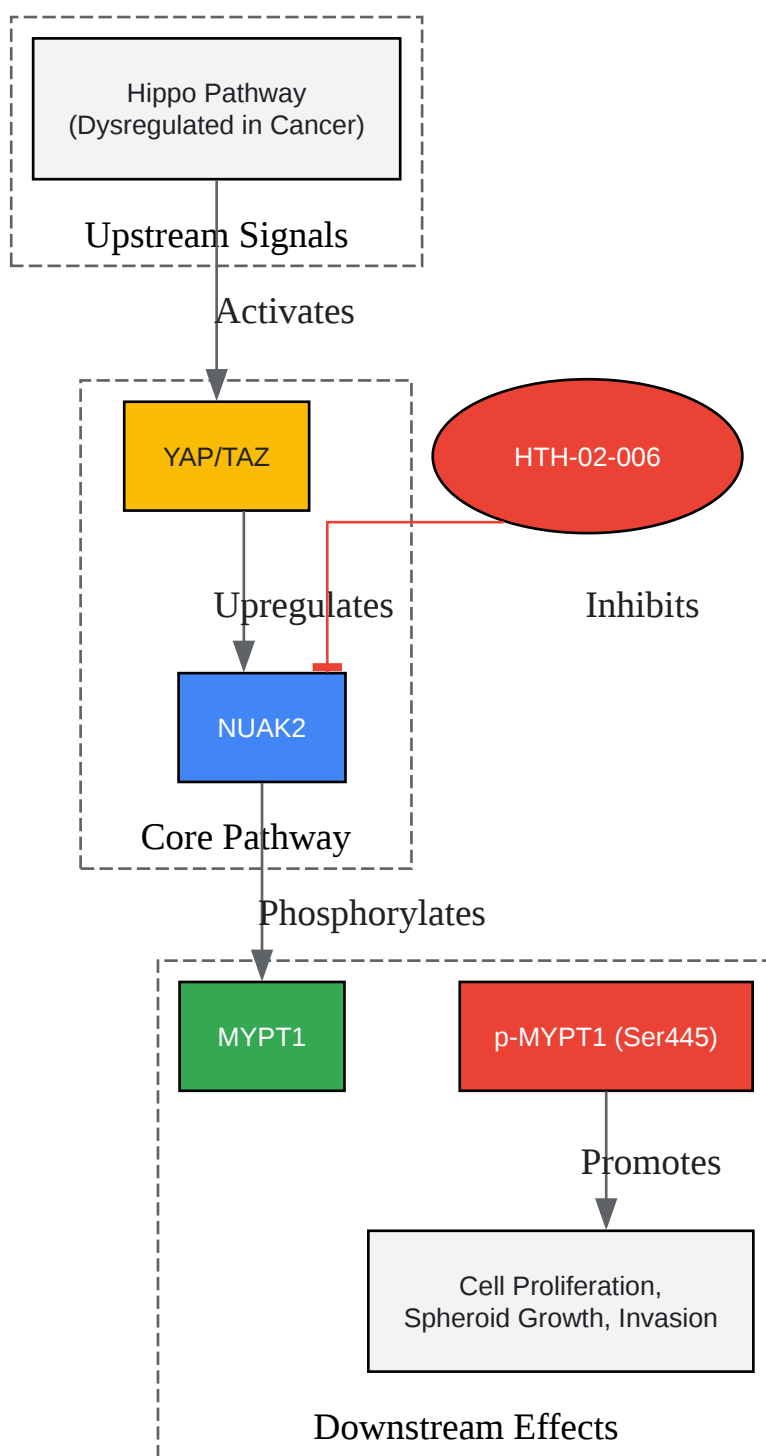 Hippo Pathway
(Dysregulated in Cancer)
Upstream Signals
Activates
YAP/TAZ
HTH-02-006
Upregulates
Inhibits
NUAK2
Core Pathway
Phosphorylates
MYPT1
p-MYPT1 (Ser445)
Promotes
Cell Proliferation,
Spheroid Growth, Invasion
Downstream Effects